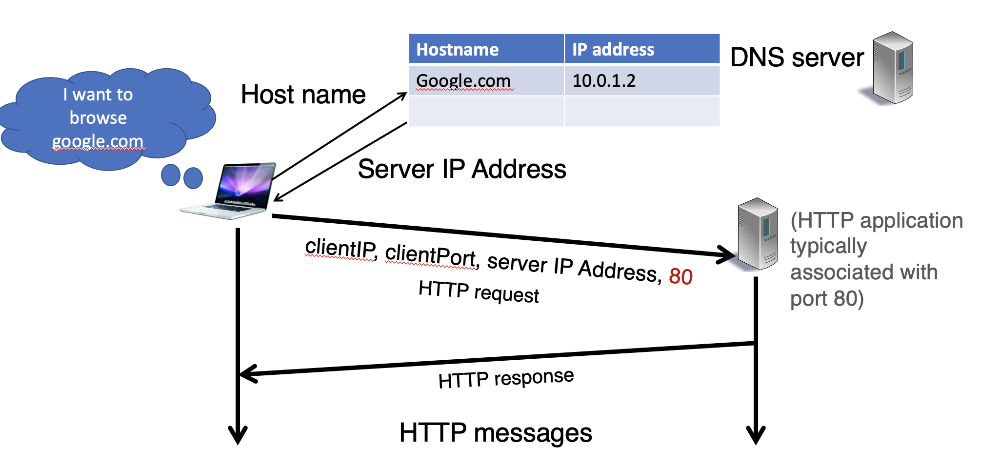 Hostname
IP address
DNS server
Google.com
10.0.1.2
I want to
browse
google.com
Host name
Server IP Address
(HTTP application
typically
associated with
port 80)
clientIP, clientPort, server IP Address, 80
HTTP request
HTTP response
HTTP messages